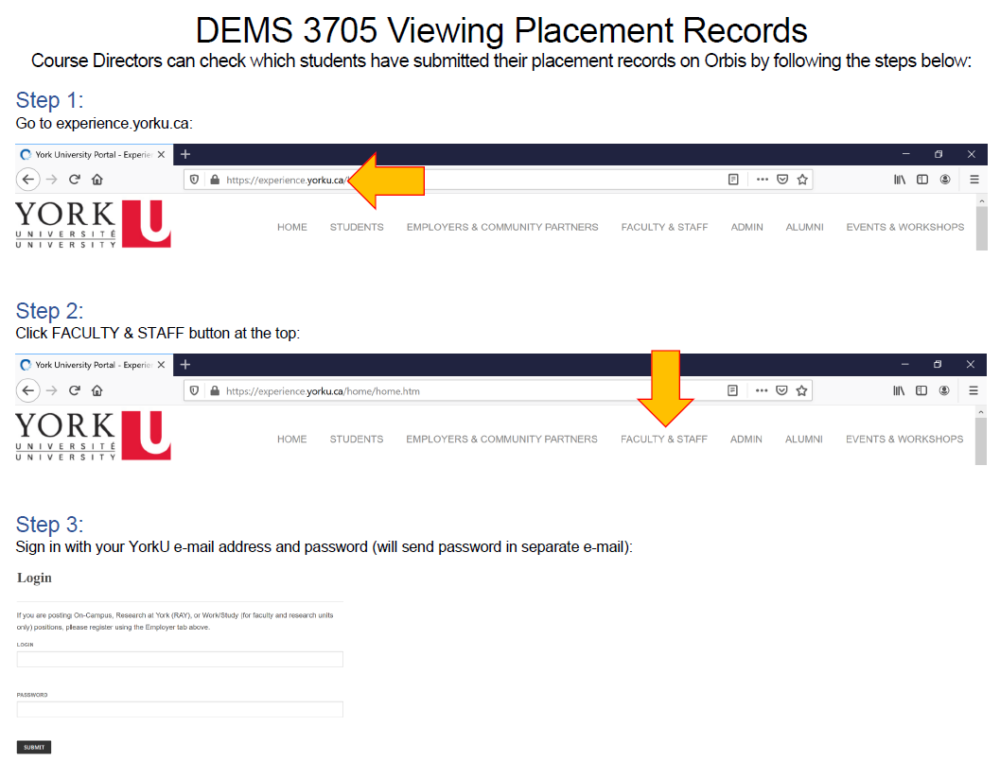 DEMS 3705 Viewing Placement Records
Course Directors can check which students have submitted their placement records on Orbis by following the steps below:
Step 1:
Go to experience.yorku.ca:
York University Portal - Experie
https://experience.yorku.ca/
YORK U
UNIVERSITÉ
UNIVERSITY
HOME STUDENTS EMPLOYERS & COMMUNITY PARTNERS FACULTY & STAFF ADMIN ALUMNI EVENTS & WORKSHOPS
Step 2:
Click FACULTY & STAFF button at the top:
York University Portal - Experie
https://experience.yorku.ca/home/home.htm
YORK U
UNIVERSITÉ
UNIVERSITY
HOME STUDENTS EMPLOYERS & COMMUNITY PARTNERS FACULTY & STAFF ADMIN ALUMNI EVENTS & WORKSHOPS
Step 3:
Sign in with your YorkU e-mail address and password (will send password in separate e-mail):
Login
If you are posting On-Campus, Research at York (RAY), or Work/Study (for faculty and research units
only) positions, please register using the Employer tab above.
LOGIN
PASSWORD
SUBMIT